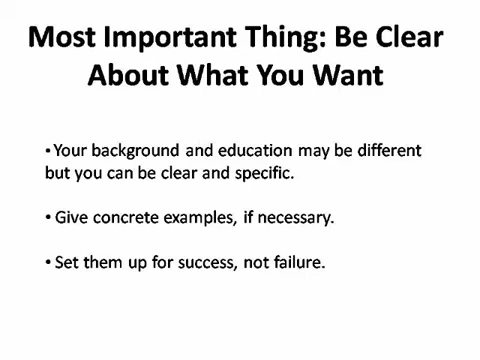 Most Important Thing: Be Clear
About What You Want
• Your background and education may be different
but you can be clear and specific.
• Give concrete examples, if necessary.
• Set them up for success, not failure.